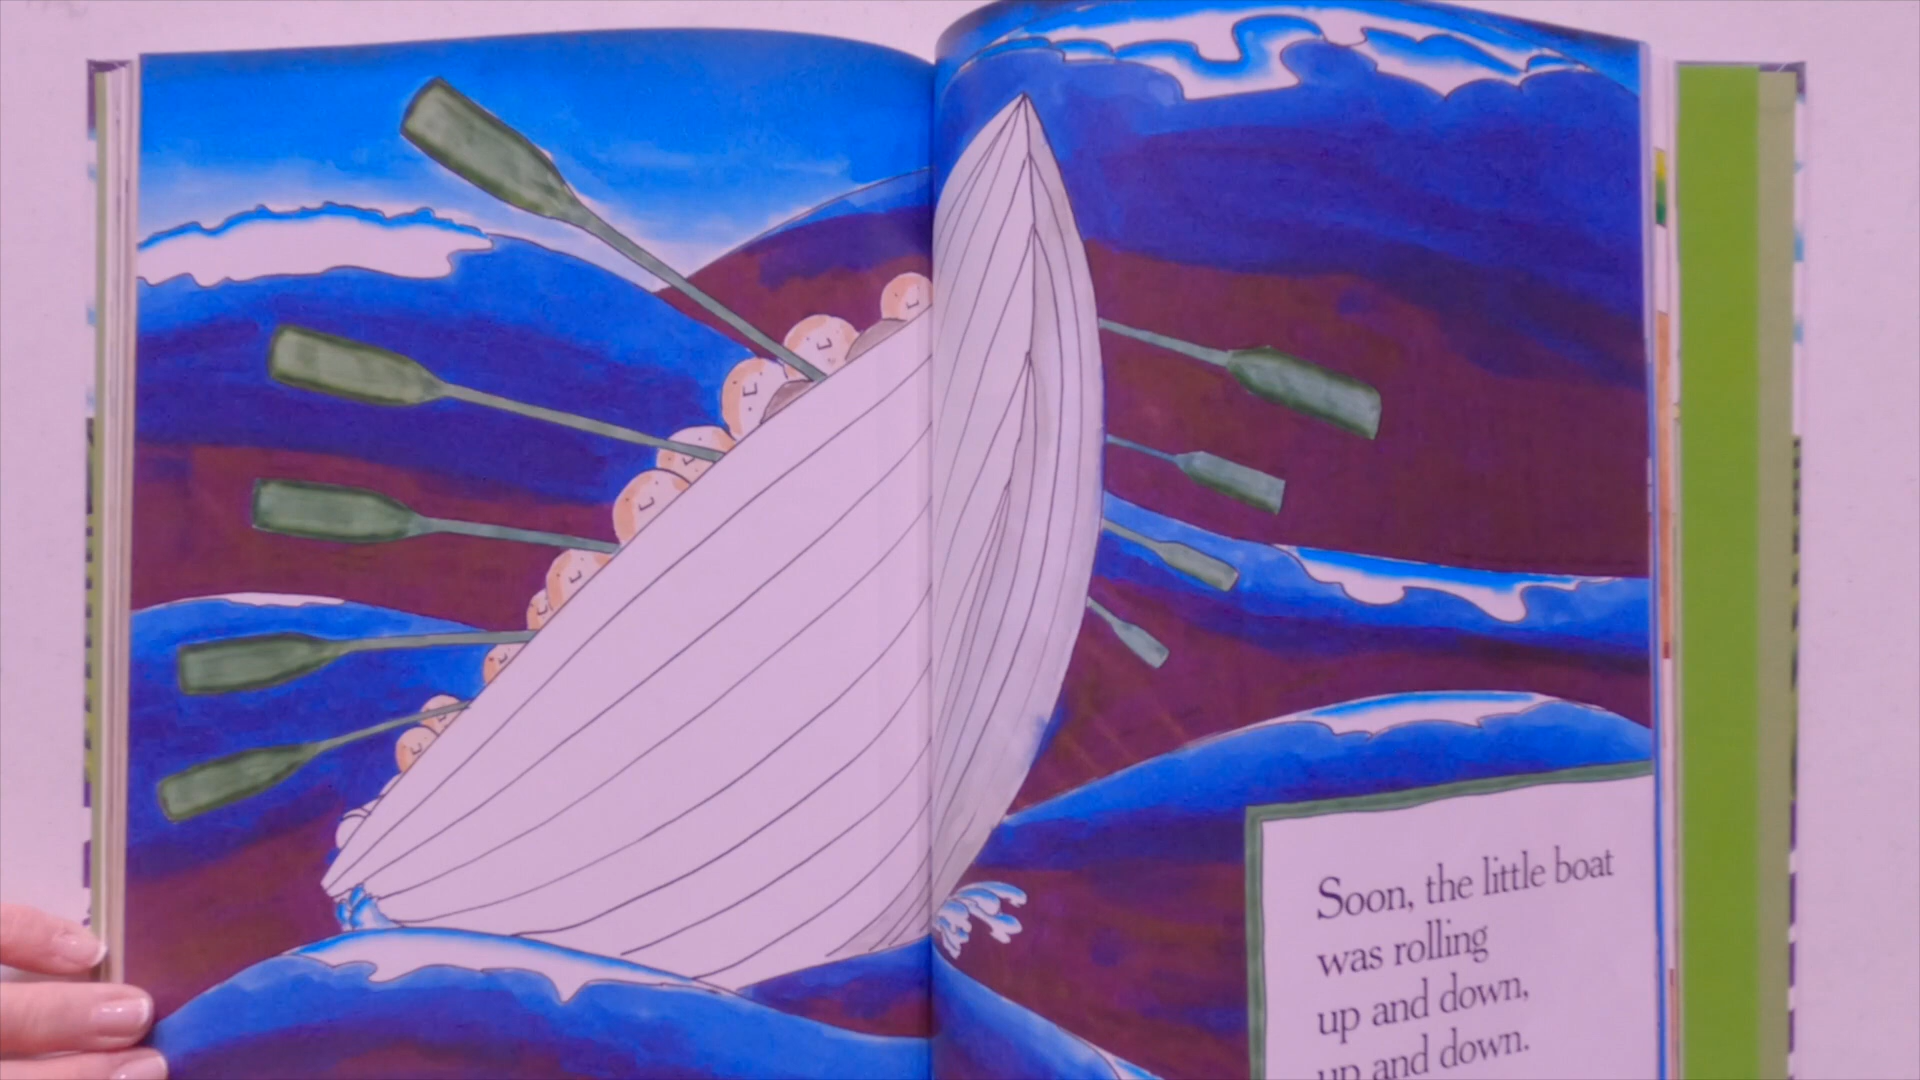 Soon, the little boat
was rolling
up and down,
up and down.